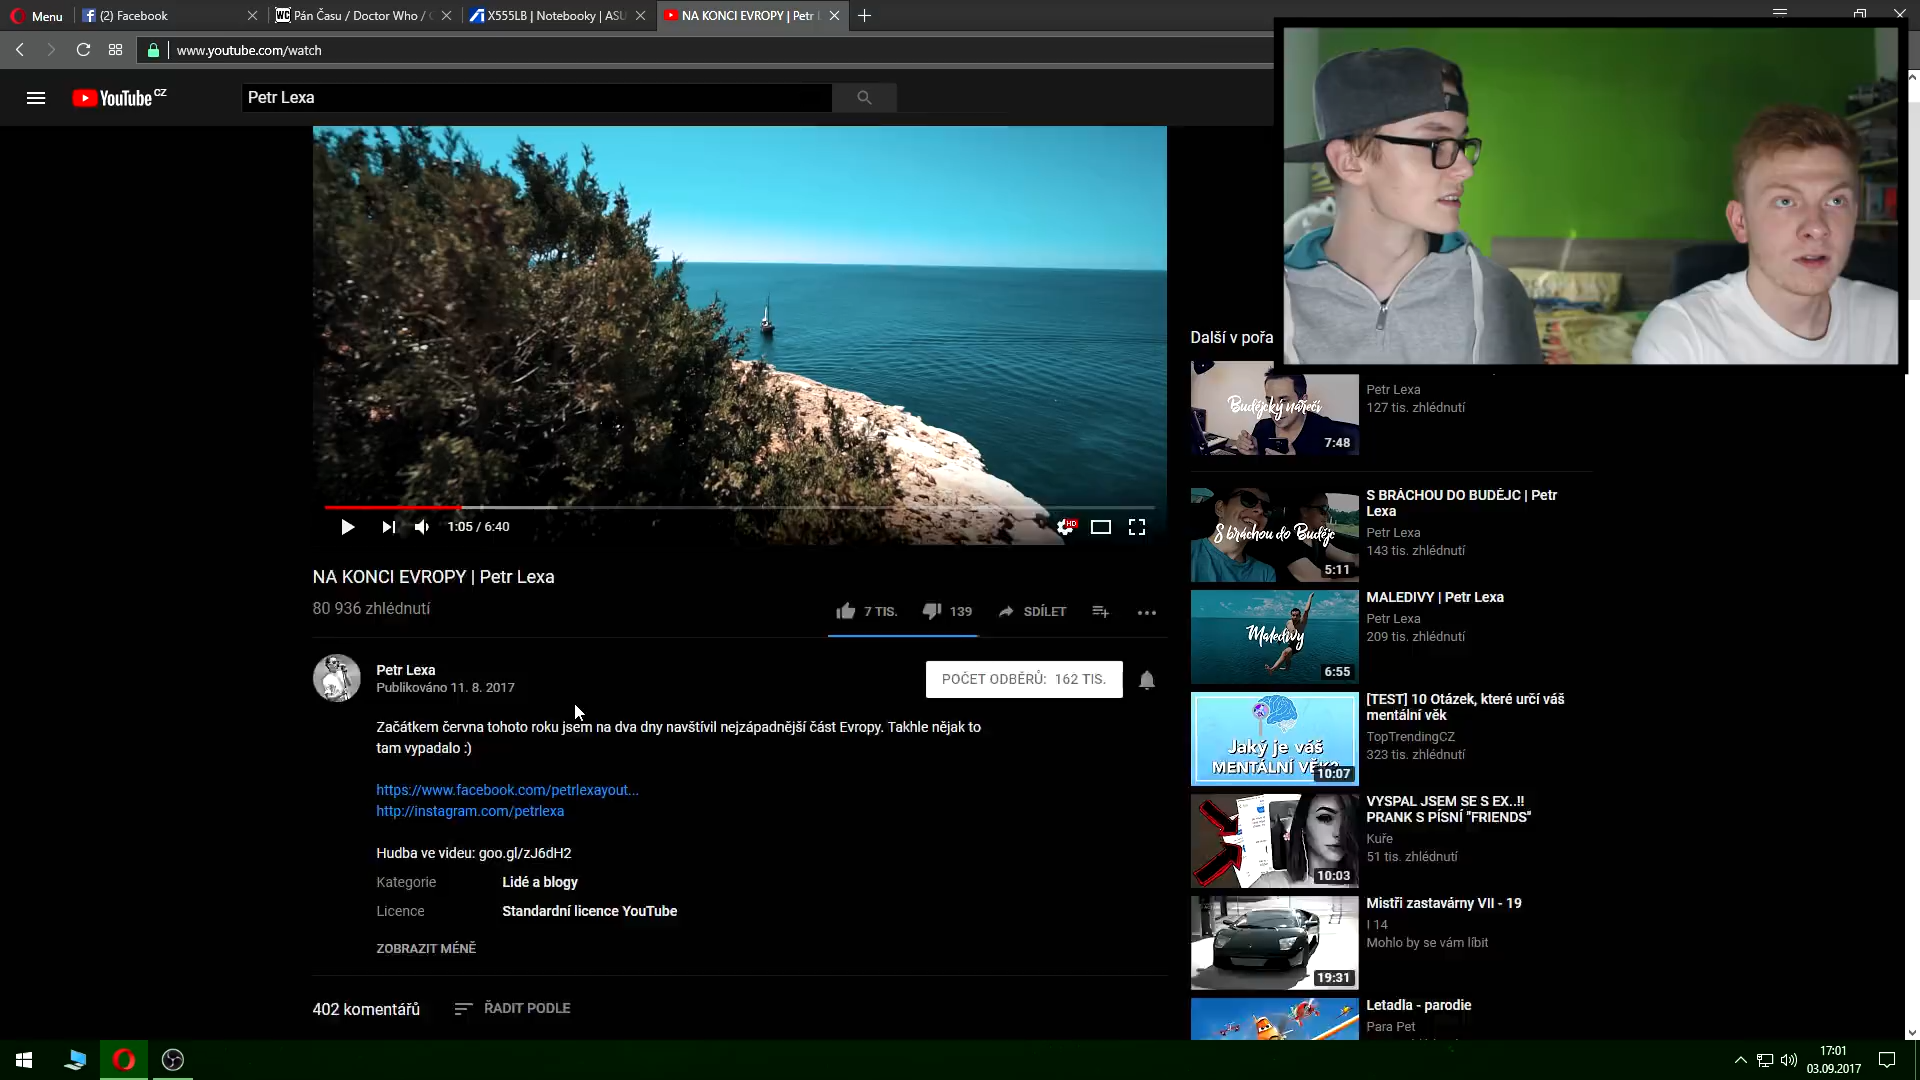 Menu
(2) Facebook
Pán Času / Doctor Who /
X555LB | Notebooky | ASU
NA KONCI EVROPY | Petr L
www.youtube.com/watch
YouTube CZ
Petr Lexa
1:05 / 6:40
HD
NA KONCI EVROPY | Petr Lexa
80 936 zhlédnutí
7 TIS.
139
SDÍLET
Petr Lexa
Publikováno 11. 8. 2017
POČET ODBĚRŮ: 162 TIS.
Začátkem června tohoto roku jsem na dva dny navštívil nejzápadnější část Evropy. Takhle nějak to
tam vypadalo :)
https://www.facebook.com/petrlexayout...
http://instagram.com/petrlexa
Hudba ve videu: goo.gl/zJ6dH2
Kategorie
Lidé a blogy
Licence
Standardní licence YouTube
ZOBRAZIT MÉNĚ
402 komentářů
ŘADIT PODLE
Další v pořa
Budějcký nářečí
7:48
Petr Lexa
127 tis. zhlédnutí
S bráchou do Budějc
5:11
S BRÁCHOU DO BUDĚJC | Petr
Lexa
Petr Lexa
143 tis. zhlédnutí
Maledivy
6:55
MALEDIVY | Petr Lexa
Petr Lexa
209 tis. zhlédnutí
Jaký je váš
MENTÁLNÍ VĚK?
10:07
[TEST] 10 Otázek, které určí váš
mentální věk
TopTrendingCZ
323 tis. zhlédnutí
10:03
VYSPAL JSEM SE S EX..!!
PRANK S PÍSNÍ "FRIENDS"
Kuře
51 tis. zhlédnutí
19:31
Mistři zastavárny VII - 19
I 14
Mohlo by se vám líbit
Letadla - parodie
Para Pet
17:01
03.09.2017